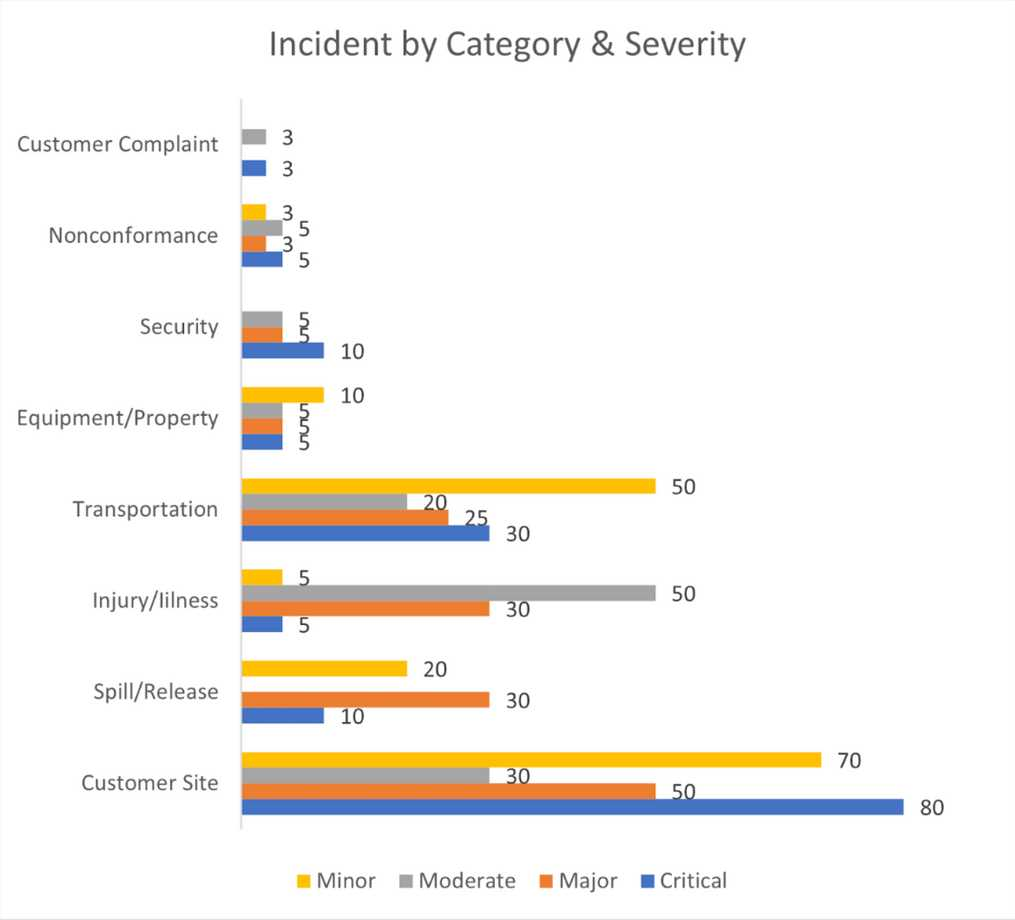 Incident by Category & Severity
Customer Complaint
3
3
Nonconformance
3
5
3
5
Security
5
5
10
Equipment/Property
10
5
5
5
Transportation
50
20
25
30
Injury/Iilness
5
50
30
5
Spill/Release
20
30
10
Customer Site
70
30
50
80
Minor Moderate Major Critical